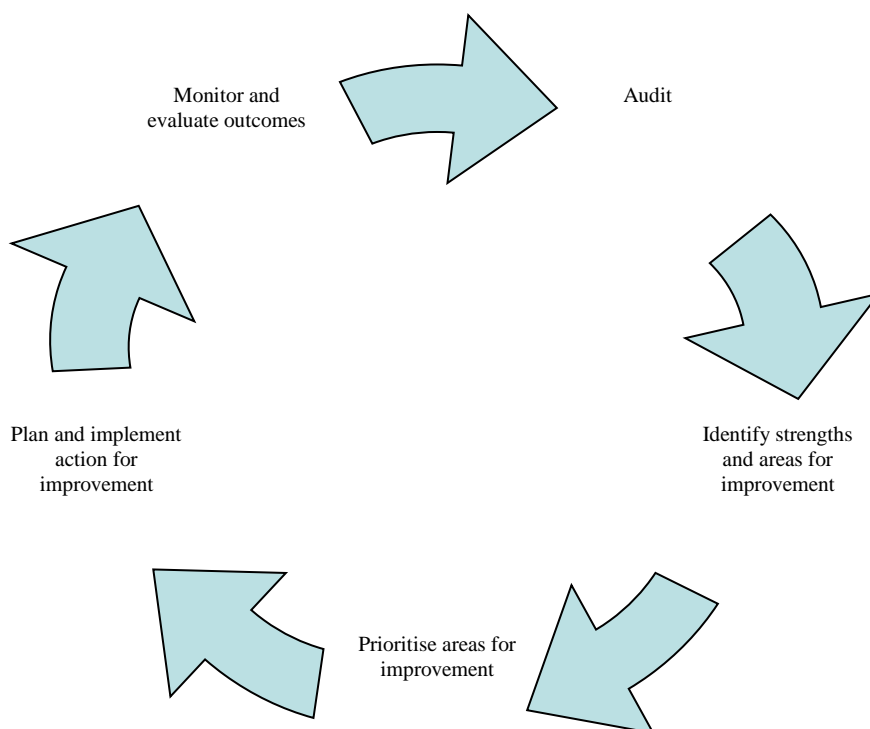 Monitor and
evaluate outcomes
Audit
Identify strengths
and areas for
improvement
Prioritise areas for
improvement
Plan and implement
action for
improvement